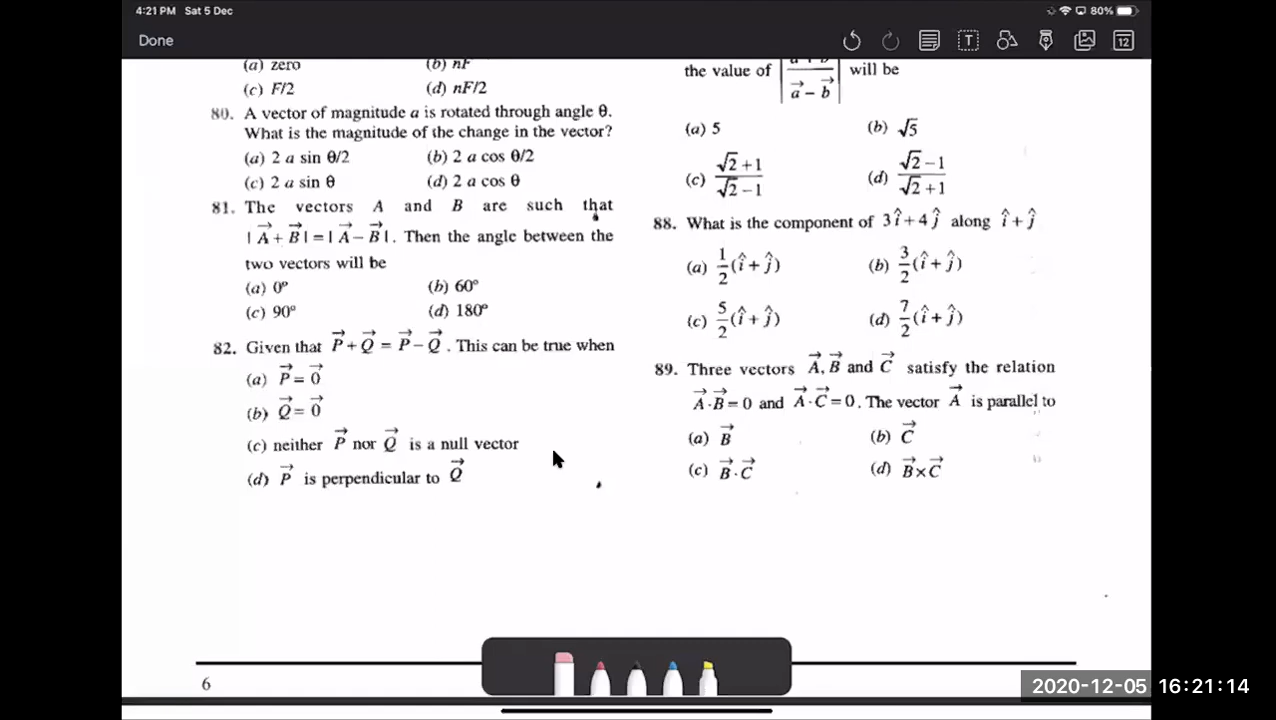 4:21 PM Sat 5 Dec
80%
Done
T
12
(a) zero (b) nF
(c) F/2 (d) nF/2
80. A vector of magnitude a is rotated through angle θ.
What is the magnitude of the change in the vector?
(a) 2 a sin θ/2 (b) 2 a cos θ/2
(c) 2 a sin θ (d) 2 a cos θ
81. The vectors A and B are such that
|A⃗ + B⃗| = |A⃗ − B⃗|. Then the angle between the
two vectors will be
(a) 0° (b) 60°
(c) 90° (d) 180°
82. Given that P⃗ + Q⃗ = P⃗ − Q⃗. This can be true when
(a) P⃗ = 0⃗
(b) Q⃗ = 0⃗
(c) neither P⃗ nor Q⃗ is a null vector
(d) P⃗ is perpendicular to Q⃗
the value of | / a⃗ − b⃗ | will be
(a) 5 (b) √5
(c) (√2 + 1)/(√2 − 1) (d) (√2 − 1)/(√2 + 1)
88. What is the component of 3î + 4ĵ along î + ĵ
(a) 1/2 (î + ĵ) (b) 3/2 (î + ĵ)
(c) 5/2 (î + ĵ) (d) 7/2 (î + ĵ)
89. Three vectors A⃗, B⃗ and C⃗ satisfy the relation
A⃗·B⃗ = 0 and A⃗·C⃗ = 0. The vector A⃗ is parallel to
(a) B⃗ (b) C⃗
(c) B⃗·C⃗ (d) B⃗×C⃗
6
2020-12-05 16:21:14